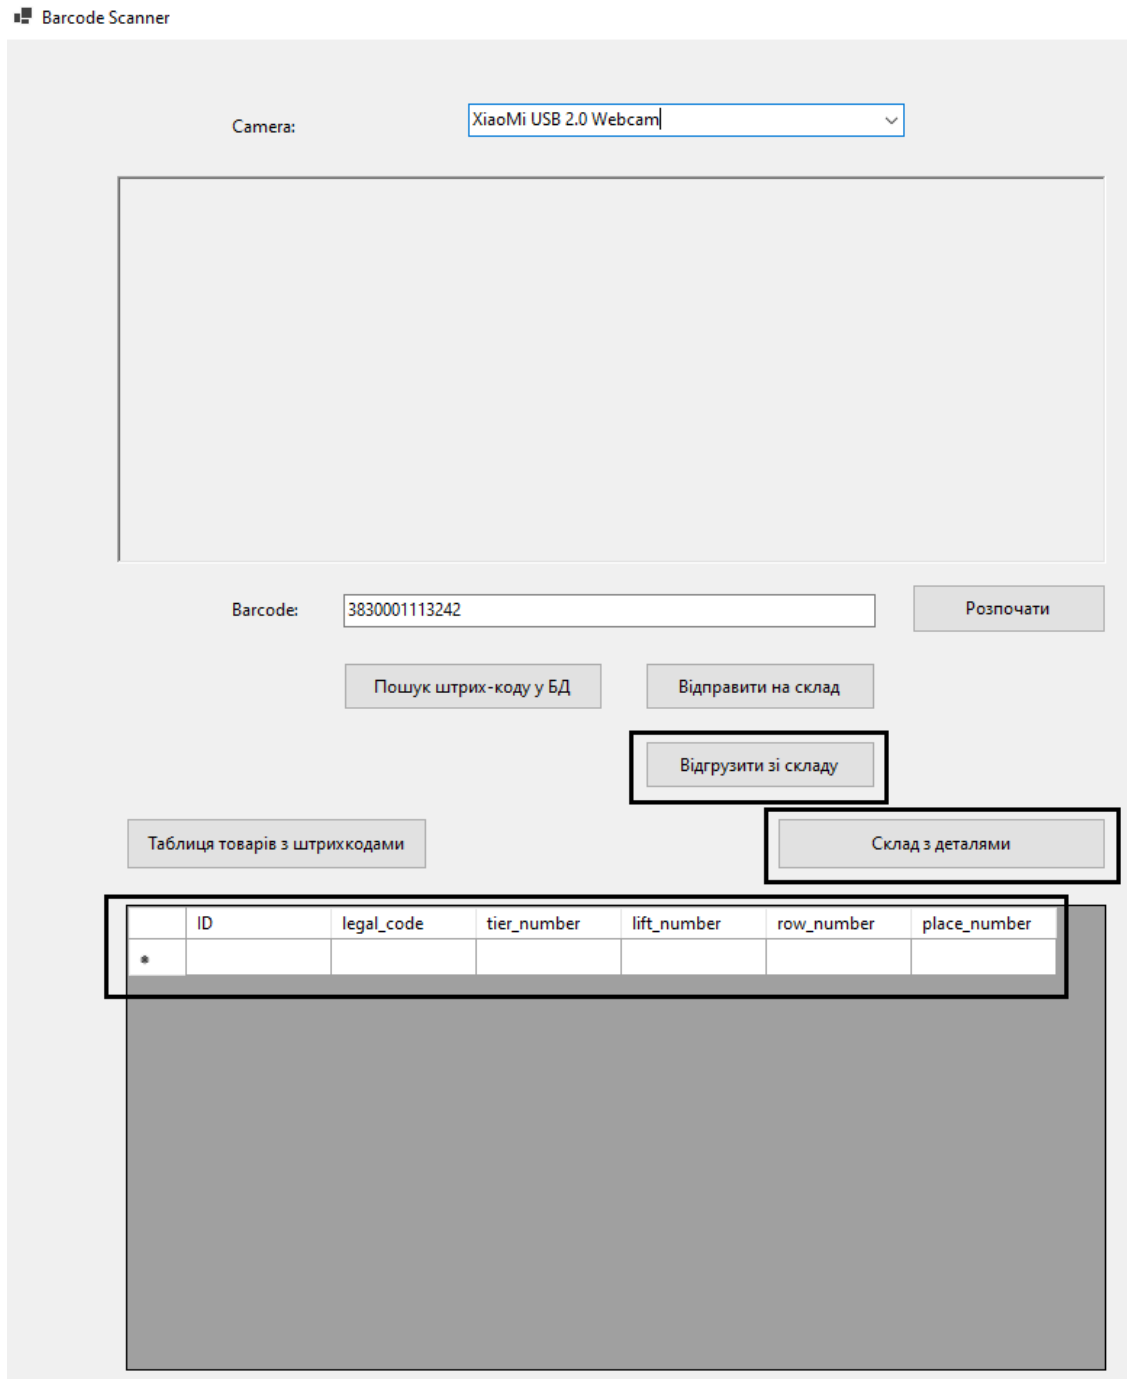 Barcode Scanner
Camera: XiaoMi USB 2.0 Webcam
Barcode: 3830001113242 Розпочати
Пошук штрих-коду у БД Відправити на склад
Відгрузити зі складу
Таблиця товарів з штрихкодами Склад з деталями
ID legal_code tier_number lift_number row_number place_number